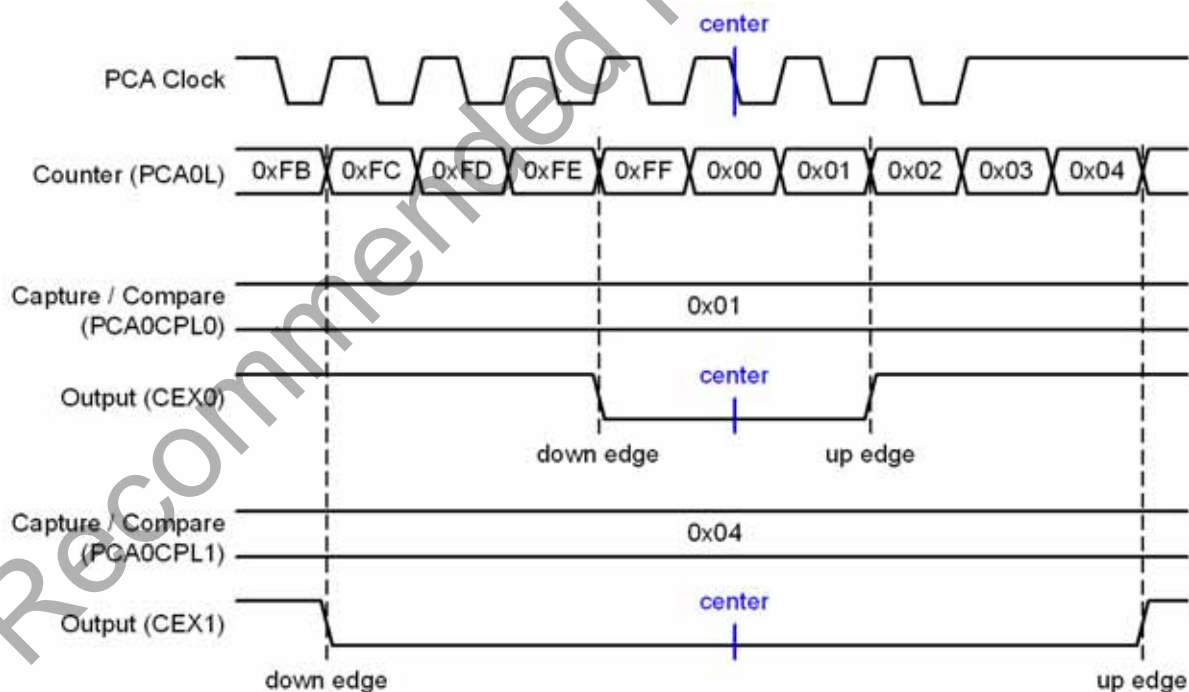 center
PCA Clock
Counter (PCA0L) 0xFB 0xFC 0xFD 0xFE 0xFF 0x00 0x01 0x02 0x03 0x04
Capture / Compare
(PCA0CPL0)
0x01
center
Output (CEX0)
down edge up edge
Capture / Compare
(PCA0CPL1)
0x04
center
Output (CEX1)
down edge up edge
Recommended